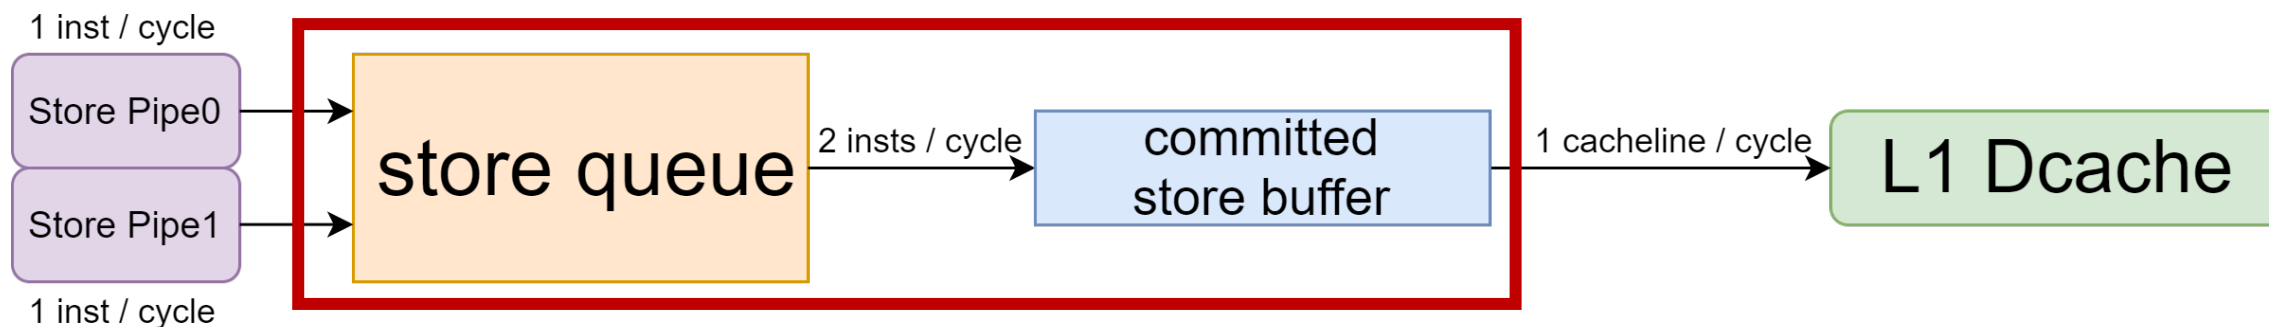 1 inst / cycle
Store Pipe0
Store Pipe1
1 inst / cycle
store queue
2 insts / cycle
committed
store buffer
1 cacheline / cycle
L1 Dcache